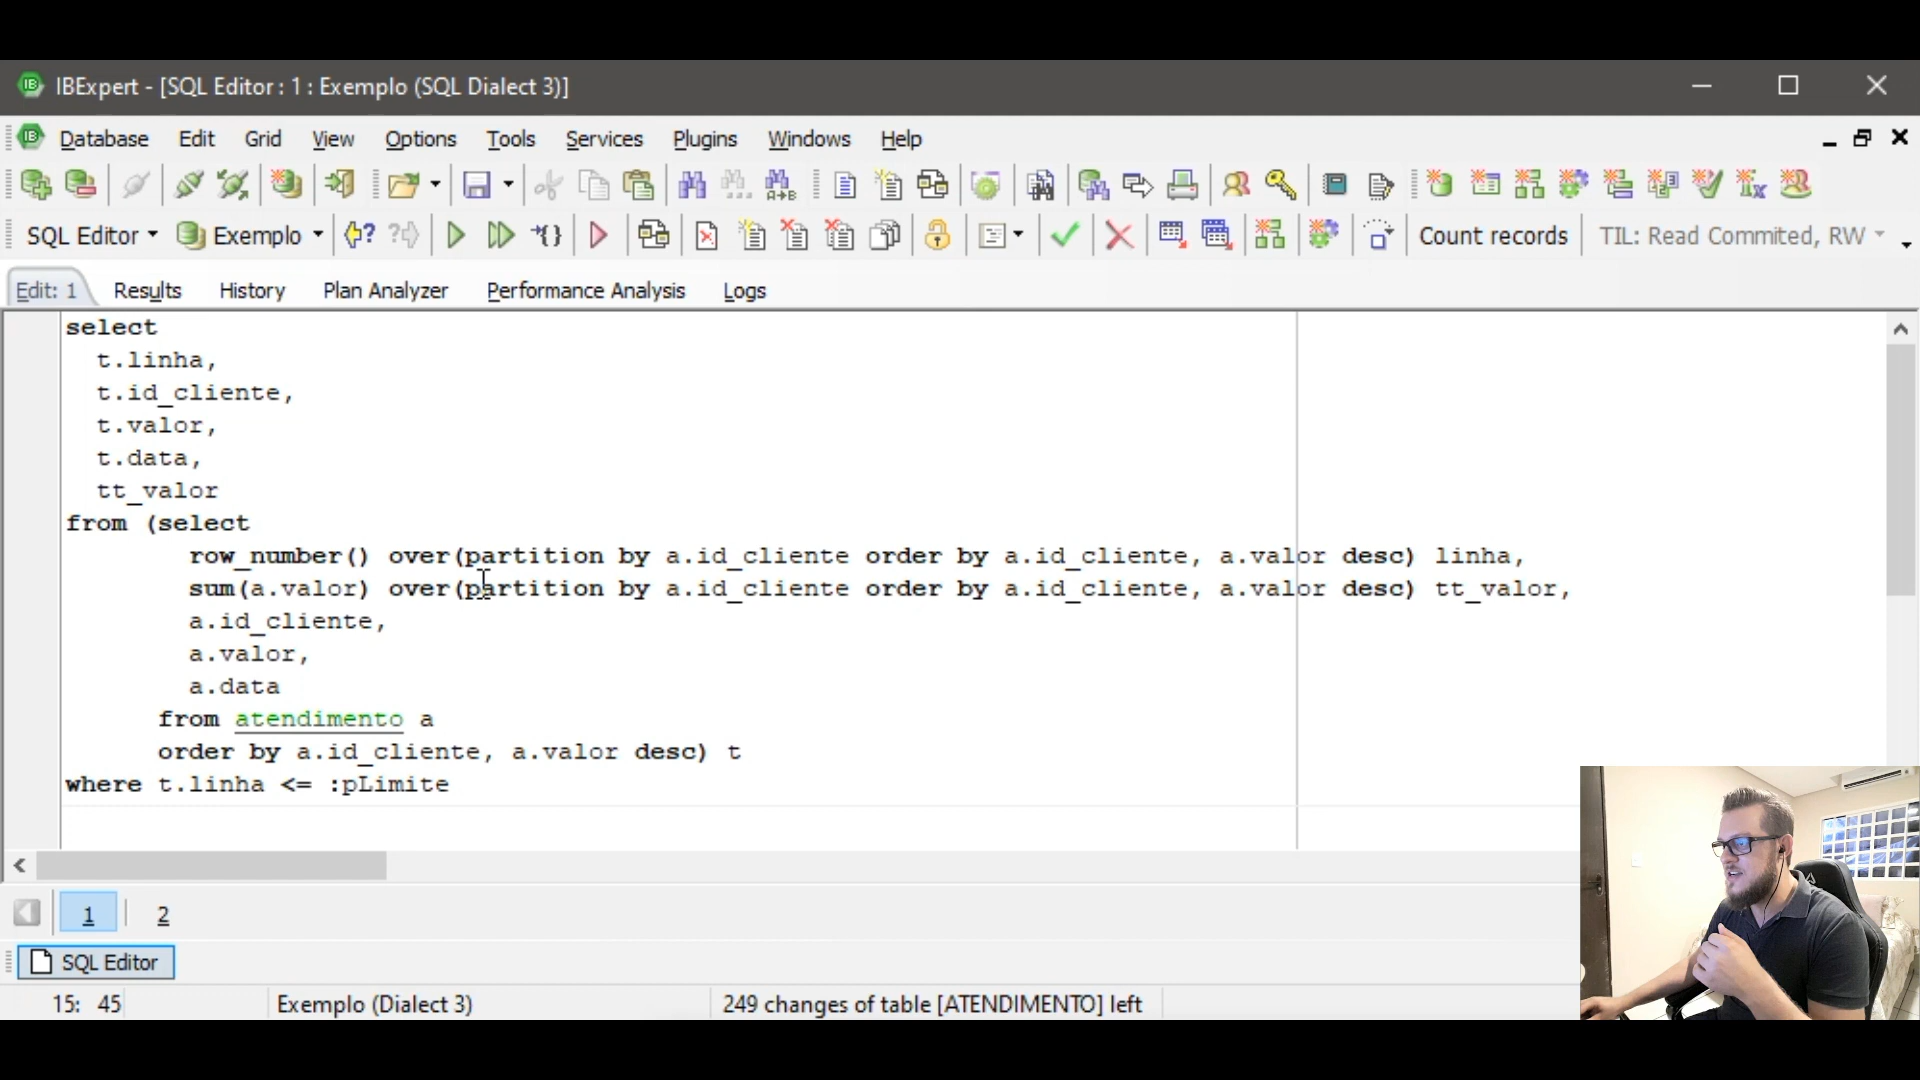 IBExpert - [SQL Editor : 1 : Exemplo (SQL Dialect 3)]
Database Edit Grid View Options Tools Services Plugins Windows Help
SQL Editor Exemplo Count records TIL: Read Commited, RW
Edit: 1 Results History Plan Analyzer Performance Analysis Logs
select
t.linha,
t.id_cliente,
t.valor,
t.data,
tt_valor
from (select
row_number() over(partition by a.id_cliente order by a.id_cliente, a.valor desc) linha,
sum(a.valor) over(partition by a.id_cliente order by a.id_cliente, a.valor desc) tt_valor,
a.id_cliente,
a.valor,
a.data
from atendimento a
order by a.id_cliente, a.valor desc) t
where t.linha <= :pLimite
1 2
SQL Editor
15: 45 Exemplo (Dialect 3) 249 changes of table [ATENDIMENTO] left